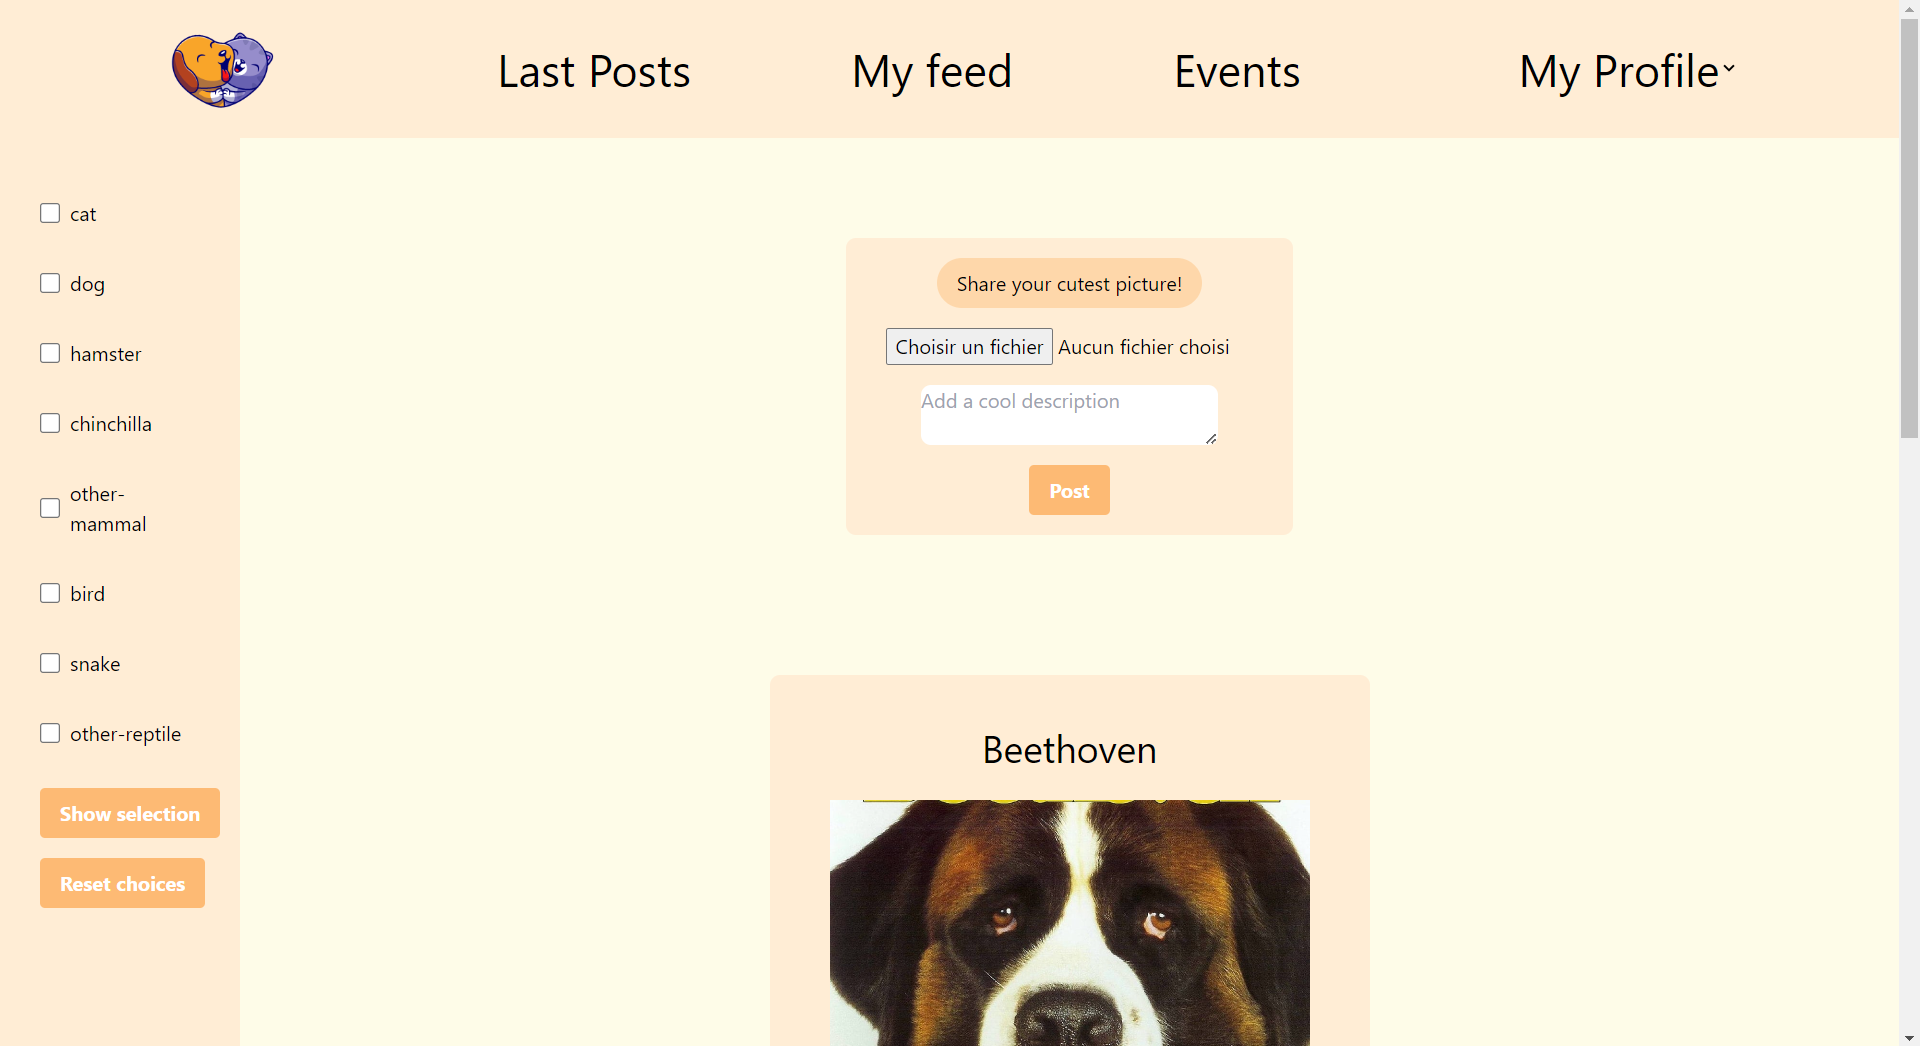 Last Posts
My feed
Events
My Profile
cat
dog
hamster
chinchilla
other-
mammal
bird
snake
other-reptile
Show selection
Reset choices
Share your cutest picture!
Choisir un fichier Aucun fichier choisi
Add a cool description
Post
Beethoven